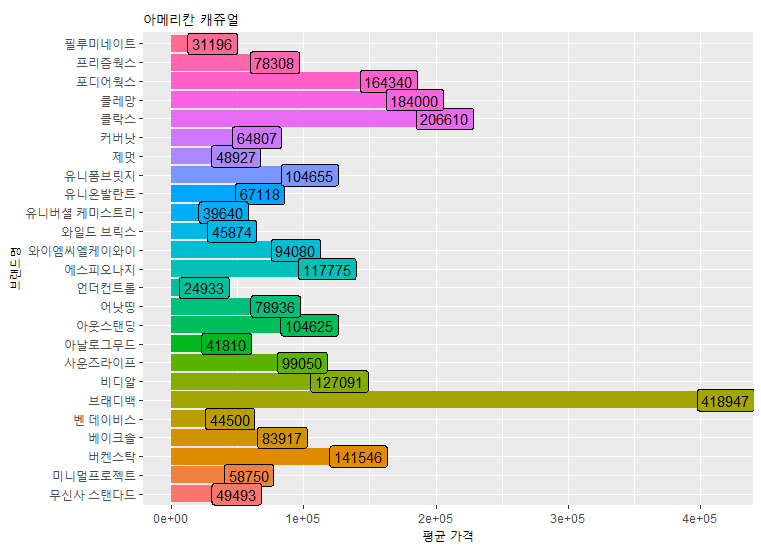 아메리칸 캐쥬얼
필루미네이트
31196
프리즘웍스
78308
포디어웍스
164340
클레망
184000
클락스
206610
커버낫
64807
제멋
48927
유니폼브릿지
104655
유니온발란트
67118
유니버셜 케미스트리
39640
와일드 브릭스
45874
와이엠씨엘케이와이
94080
에스피오나지
117775
언더컨트롤
24933
어낫띵
78936
아웃스탠딩
104625
아날로그무드
41810
사운즈라이프
99050
비디알
127091
브래디백
418947
벤 데이비스
44500
베이크솔
83917
버켄스탁
141546
미니멀프로젝트
58750
무신사 스탠다드
49493
브랜드명
0e+00 1e+05 2e+05 3e+05 4e+05
평균 가격